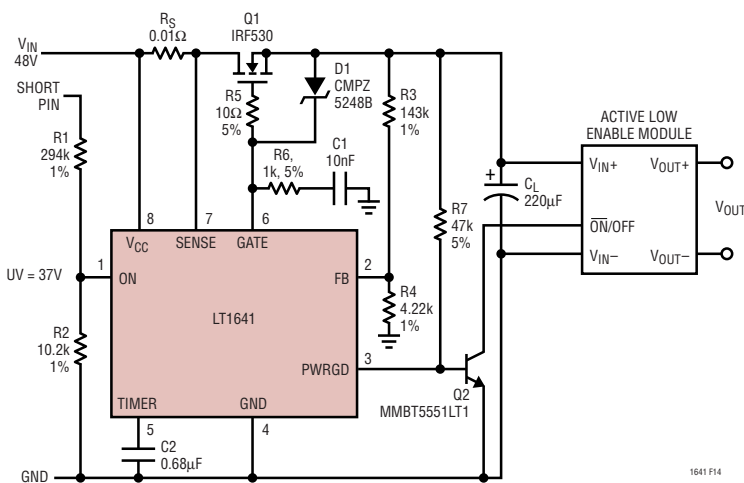 RS
0.01Ω
Q1
IRF530
VIN
48V
SHORT
PIN
D1
CMPZ
5248B
R5
10Ω
5%
R3
143k
1%
ACTIVE LOW
ENABLE MODULE
R1
294k
1%
R6,
1k, 5%
C1
10nF
+
CL
220µF
VIN+
VOUT+
VOUT
R7
47k
5%
O̅N̅/OFF
VIN–
VOUT–
8
7
6
VCC
SENSE
GATE
UV = 37V
1
ON
FB
2
LT1641
R4
4.22k
1%
R2
10.2k
1%
PWRGD
3
Q2
MMBT5551LT1
TIMER
GND
5
4
C2
0.68µF
GND
1641 F14